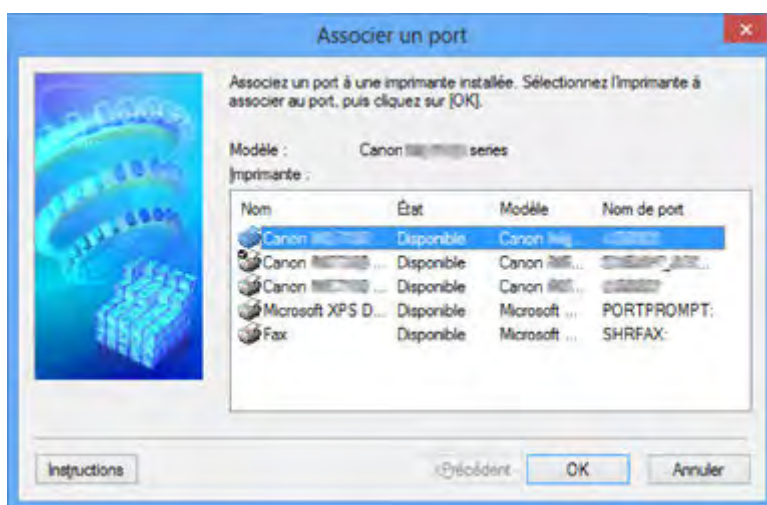 Associer un port
Associez un port à une imprimante installée. Sélectionnez l'imprimante à
associer au port, puis cliquez sur [OK].
Modèle : Canon series
Imprimante :
Nom État Modèle Nom de port
Canon Disponible Canon
Canon ... Disponible Canon ...
Canon ... Disponible Canon ...
Microsoft XPS D... Disponible Microsoft ... PORTPROMPT:
Fax Disponible Microsoft ... SHRFAX:
Instructions <Précédent OK Annuler